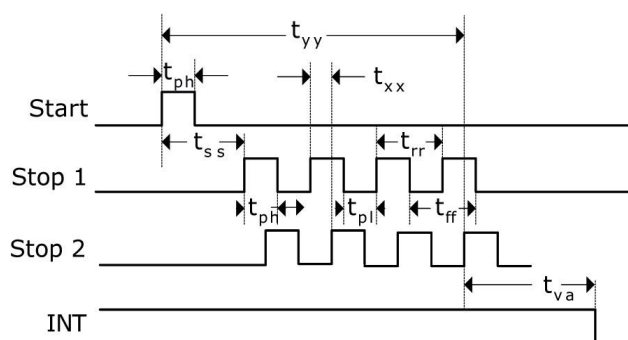 tyy
tph
txx
Start
tss
trr
Stop 1
tph
tpl
tff
Stop 2
tva
INT